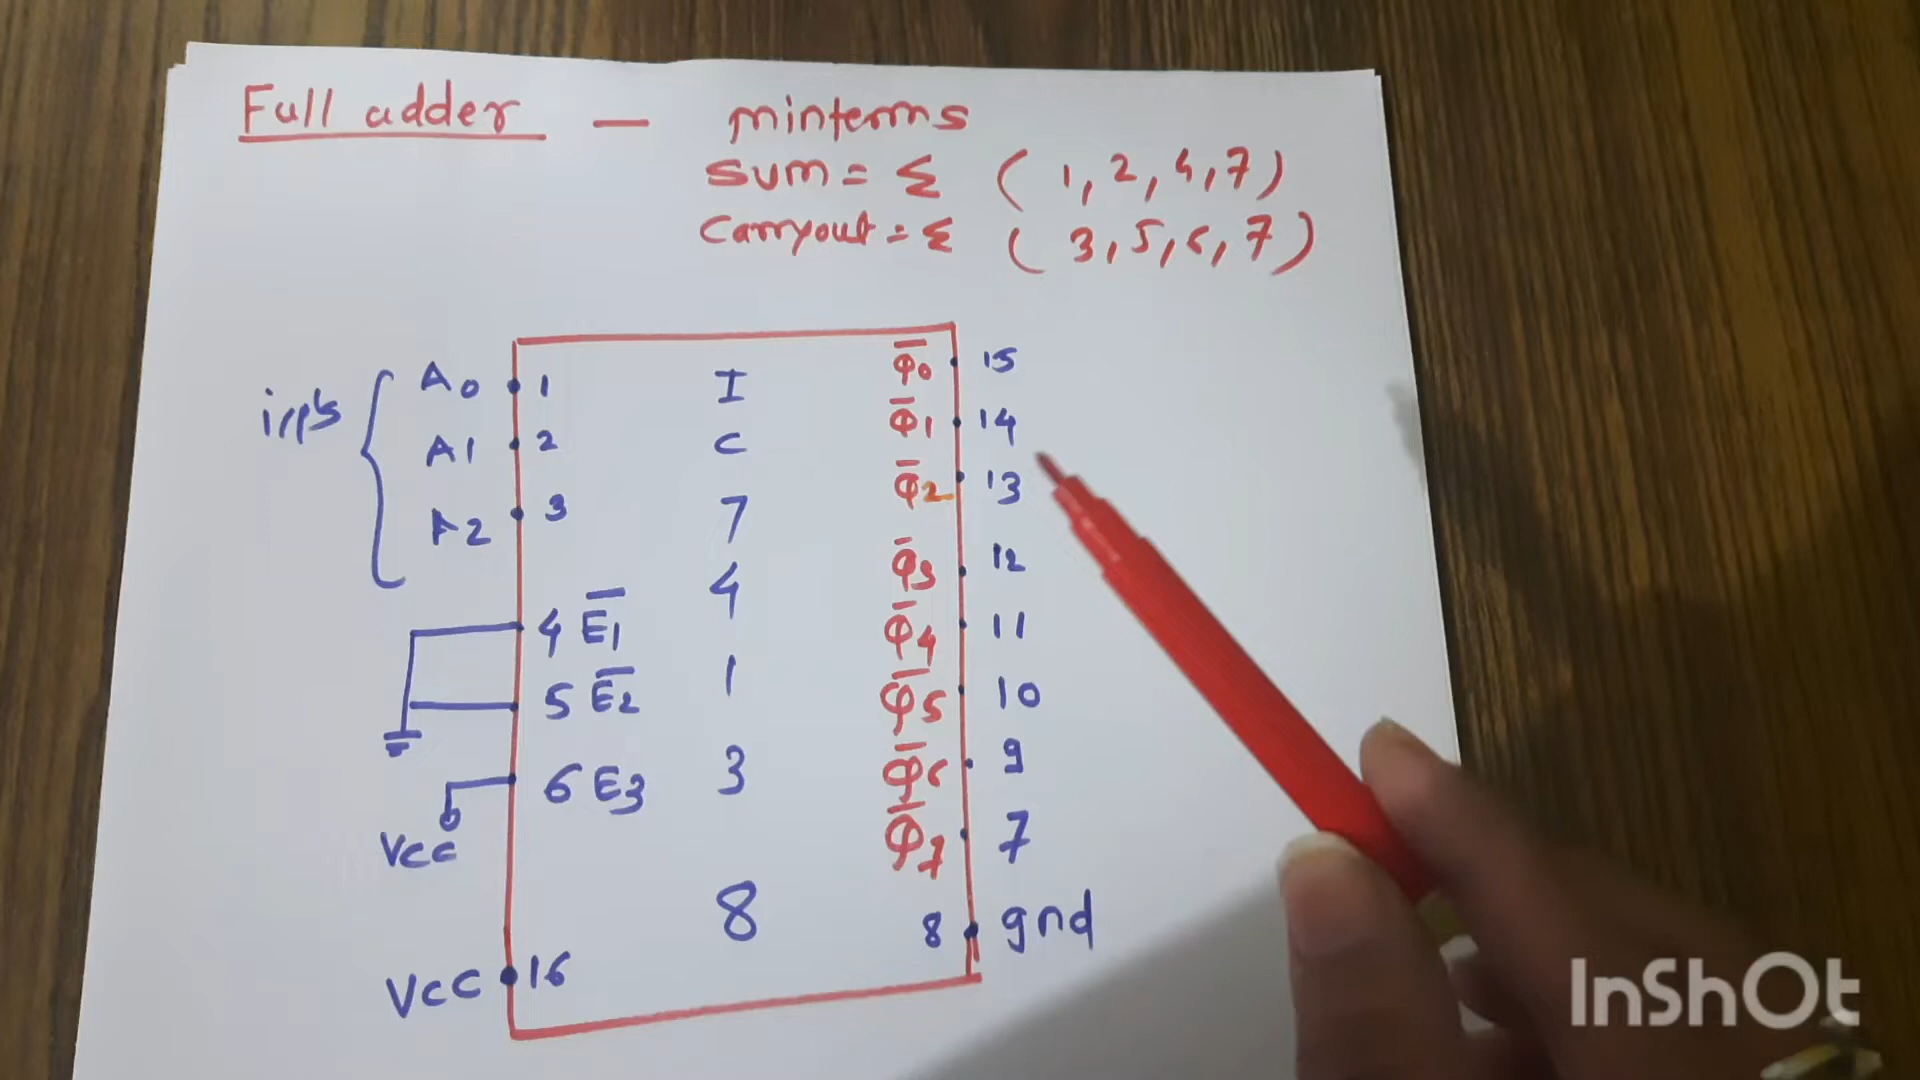 Full adder — minterms
sum = Σ (1, 2, 4, 7)
Carryout = Σ (3, 5, 6, 7)
A0 1 I Φ̅0 15
A1 2 C Φ̅1 14
A2 3 7 Φ̅2 13
4 Φ̅3 12
4 E̅1 Φ̅4 11
5 E̅2 1 Φ̅5 10
6 E3 3 Φ̅6 9
Vcc Φ̅7 7
8 8 gnd
Vcc 16
InShOt